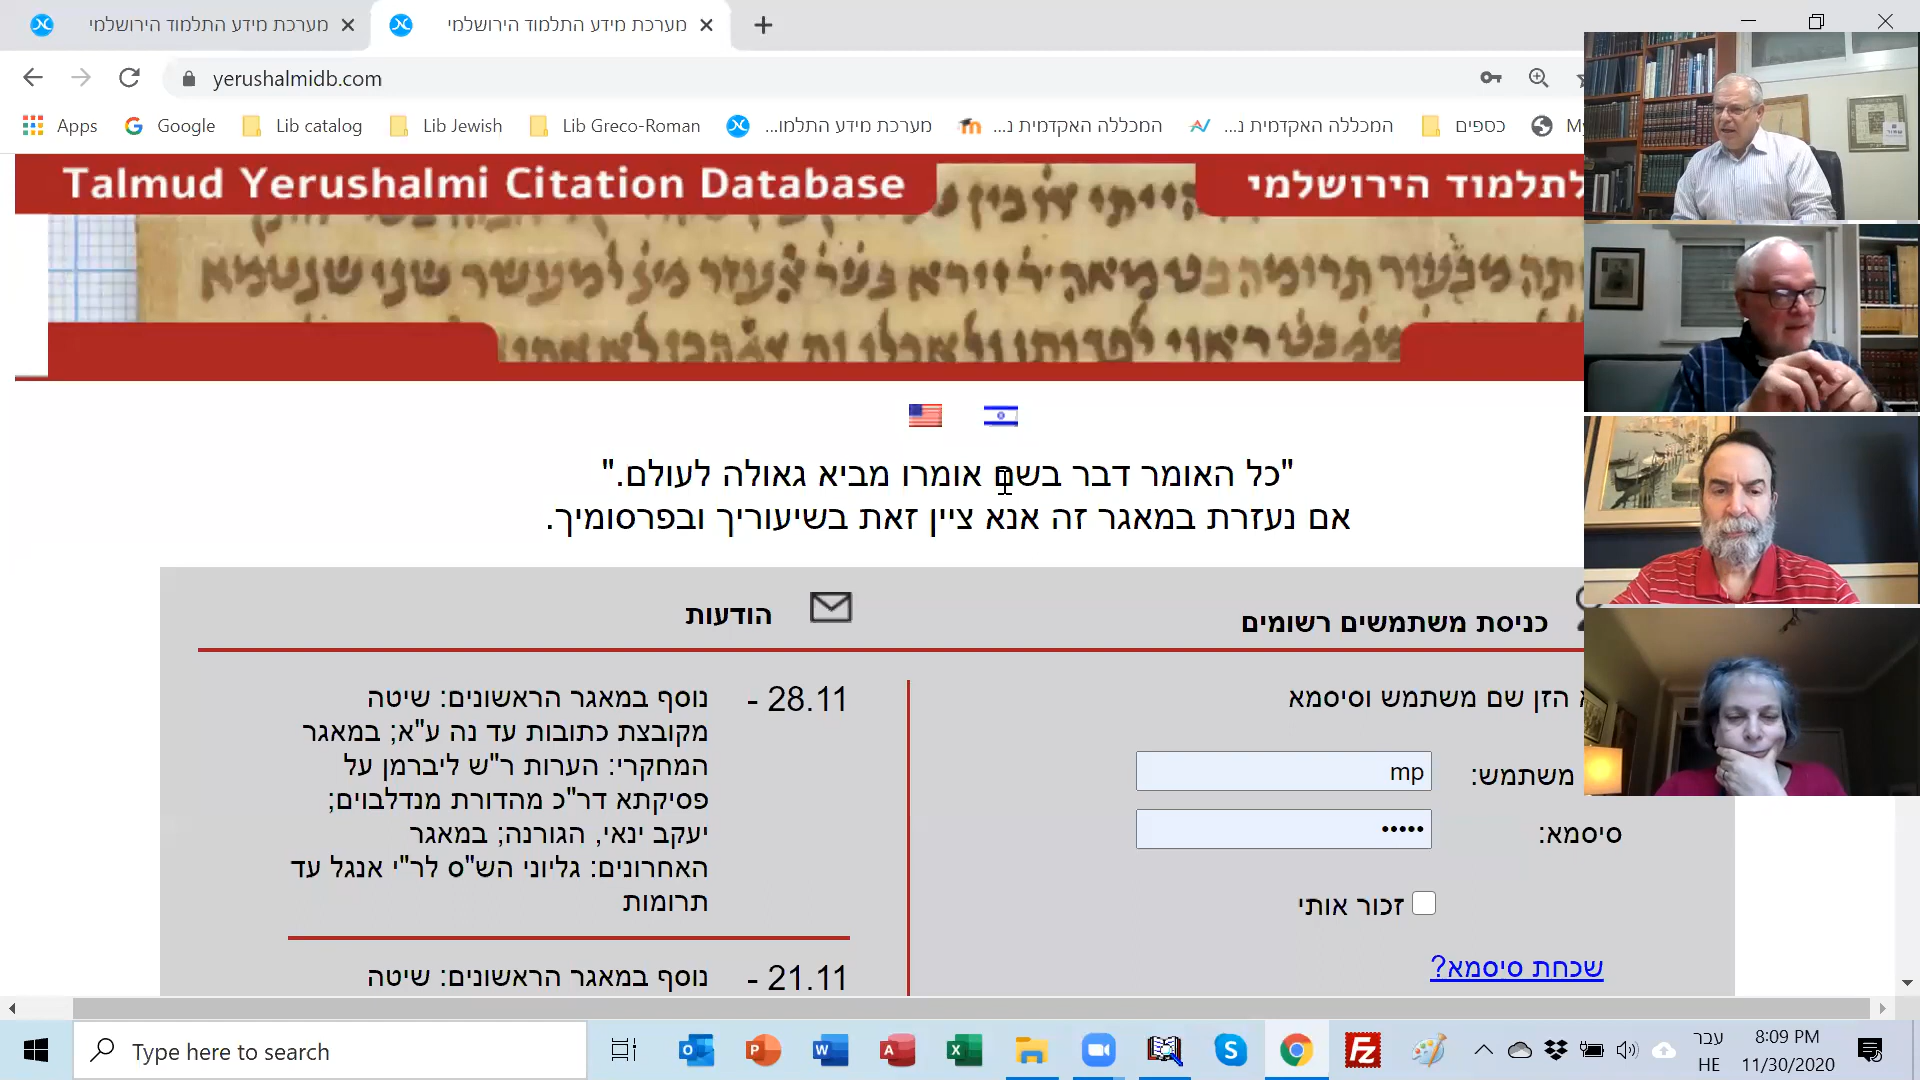 מערכת מידע התלמוד הירושלמי
מערכת מידע התלמוד הירושלמי
yerushalmidb.com
Apps
Google
Lib catalog
Lib Jewish
Lib Greco-Roman
מערכת מידע התלמו...
המכללה האקדמית נ...
המכללה האקדמית נ...
כספים
Talmud Yerushalmi Citation Database
לתלמוד הירושלמי
"כל האומר דבר בשם אומרו מביא גאולה לעולם."
אם נעזרת במאגר זה אנא ציין זאת בשיעוריך ובפרסומיך.
כניסת משתמשים רשומים
הזן שם משתמש וסיסמא
משתמש:
mp
סיסמא:
•••••
זכור אותי
שכחת סיסמא?
הודעות
28.11 -
נוסף במאגר הראשונים: שיטה
מקובצת כתובות עד נה ע"א; במאגר
המחקרי: הערות ר"ש ליברמן על
פסיקתא דר"כ מהדורת מנדלבוים;
יעקב ינאי, הגורנה; במאגר
האחרונים: גליוני הש"ס לר"י אנגל עד
תרומות
21.11 -
נוסף במאגר הראשונים: שיטה
Type here to search
עבר
HE
8:09 PM
11/30/2020